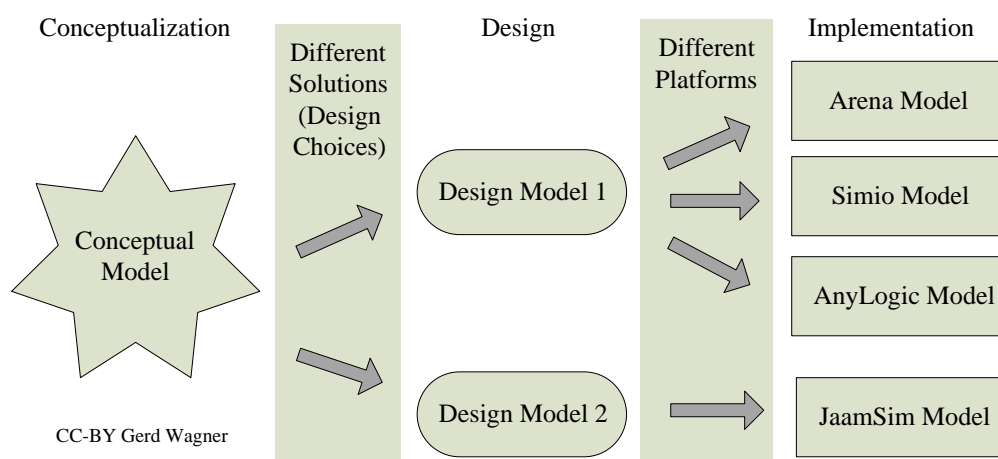 Conceptualization
Design
Implementation
Different
Solutions
(Design
Choices)
Different
Platforms
Conceptual
Model
Design Model 1
Design Model 2
Arena Model
Simio Model
AnyLogic Model
JaamSim Model
CC-BY Gerd Wagner